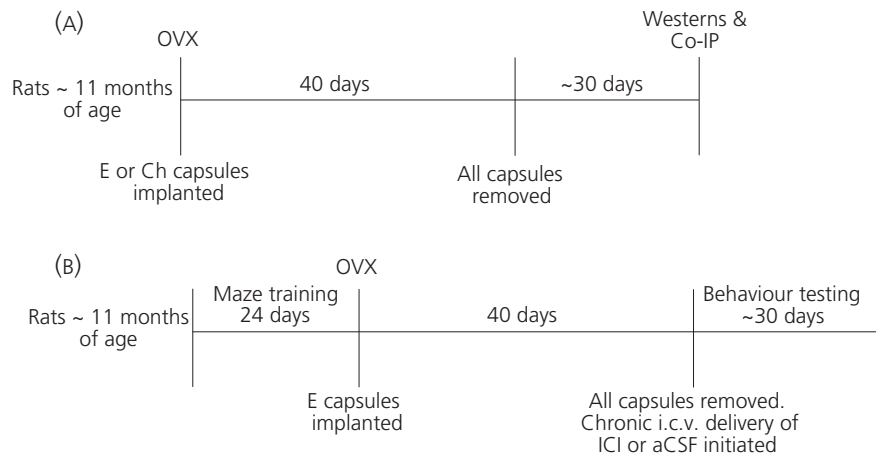 (A)
OVX
Westerns &
Co-IP
Rats ~ 11 months
of age
40 days
~30 days
E or Ch capsules
implanted
All capsules
removed
(B)
OVX
Rats ~ 11 months
of age
Maze training
24 days
40 days
Behaviour testing
~30 days
E capsules
implanted
All capsules removed.
Chronic i.c.v. delivery of
ICI or aCSF initiated